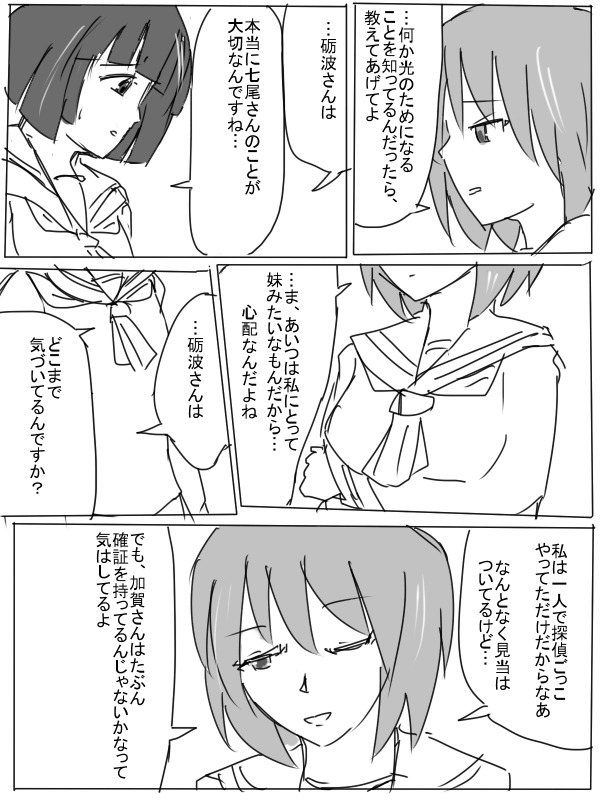 …何か光のためになる
ことを知ってるんだったら、
教えてあげてよ
…砺波さんは
本当に七尾さんのことが
大切なんですね…
…ま、あいつは私にとって
妹みたいなもんだから…
心配なんだよね
…砺波さんは
どこまで
気づいてるんですか？
私は一人で探偵ごっこ
やってただけだからなあ
なんとなく見当は
ついてるけど…
でも、加賀さんはたぶん
確証を持ってるんじゃないかなって
気はしてるよ